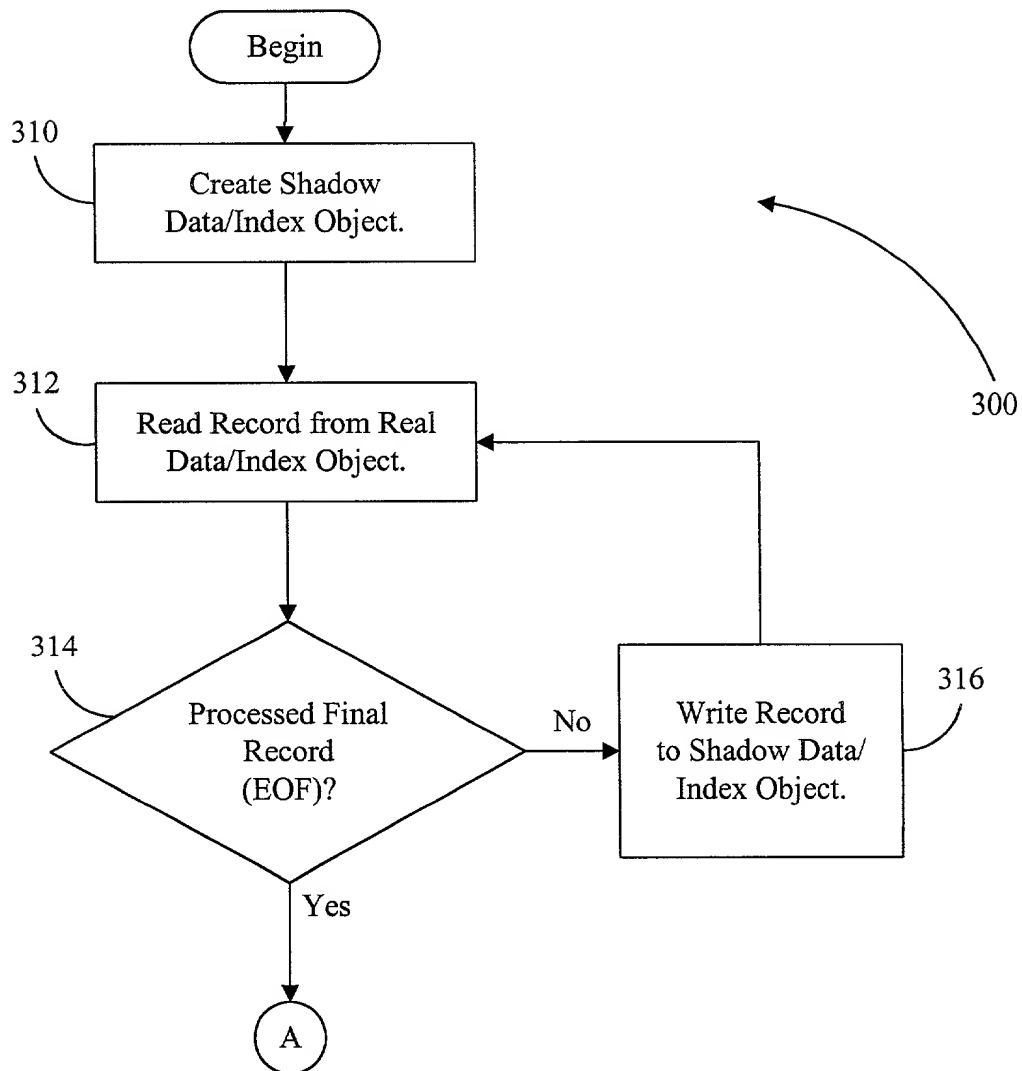 Begin
310
Create Shadow
Data/Index Object.
300
312
Read Record from Real
Data/Index Object.
314
Processed Final
Record
(EOF)?
No
316
Write Record
to Shadow Data/
Index Object.
Yes
A